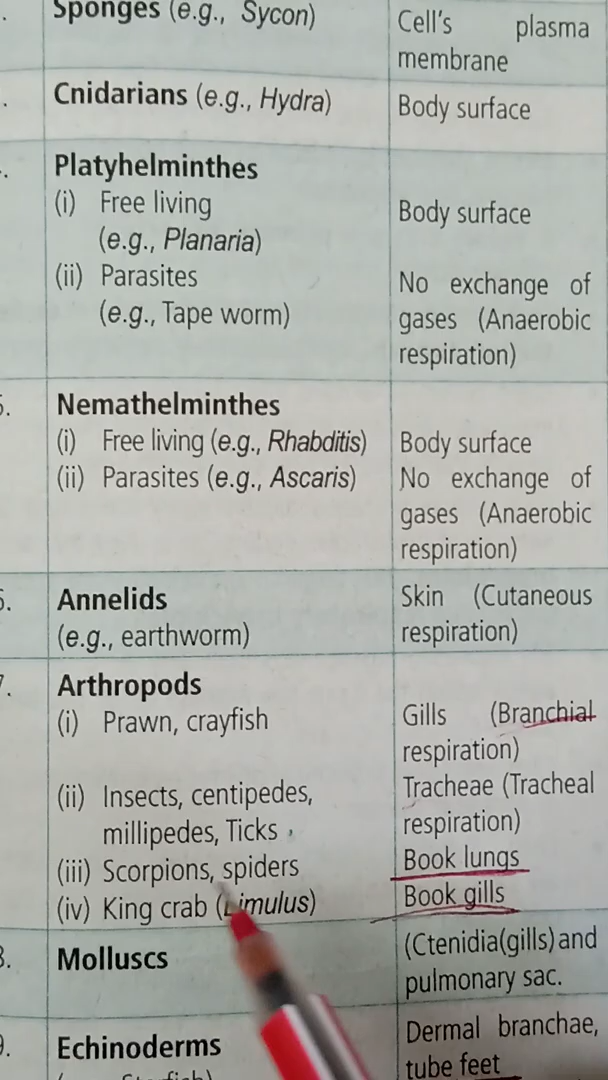 Sponges (e.g., Sycon)
Cell's plasma
membrane
Cnidarians (e.g., Hydra)
Body surface
Platyhelminthes
(i) Free living
(e.g., Planaria)
Body surface
(ii) Parasites
(e.g., Tape worm)
No exchange of
gases (Anaerobic
respiration)
Nemathelminthes
(i) Free living (e.g., Rhabditis)
Body surface
(ii) Parasites (e.g., Ascaris)
No exchange of
gases (Anaerobic
respiration)
Annelids
(e.g., earthworm)
Skin (Cutaneous
respiration)
7.
Arthropods
(i) Prawn, crayfish
Gills (Branchial
respiration)
(ii) Insects, centipedes,
millipedes, Ticks
Tracheae (Tracheal
respiration)
(iii) Scorpions, spiders
Book lungs
(iv) King crab (Limulus)
Book gills
8.
Molluscs
(Ctenidia(gills) and
pulmonary sac.
9.
Echinoderms
Dermal branchae,
tube feet